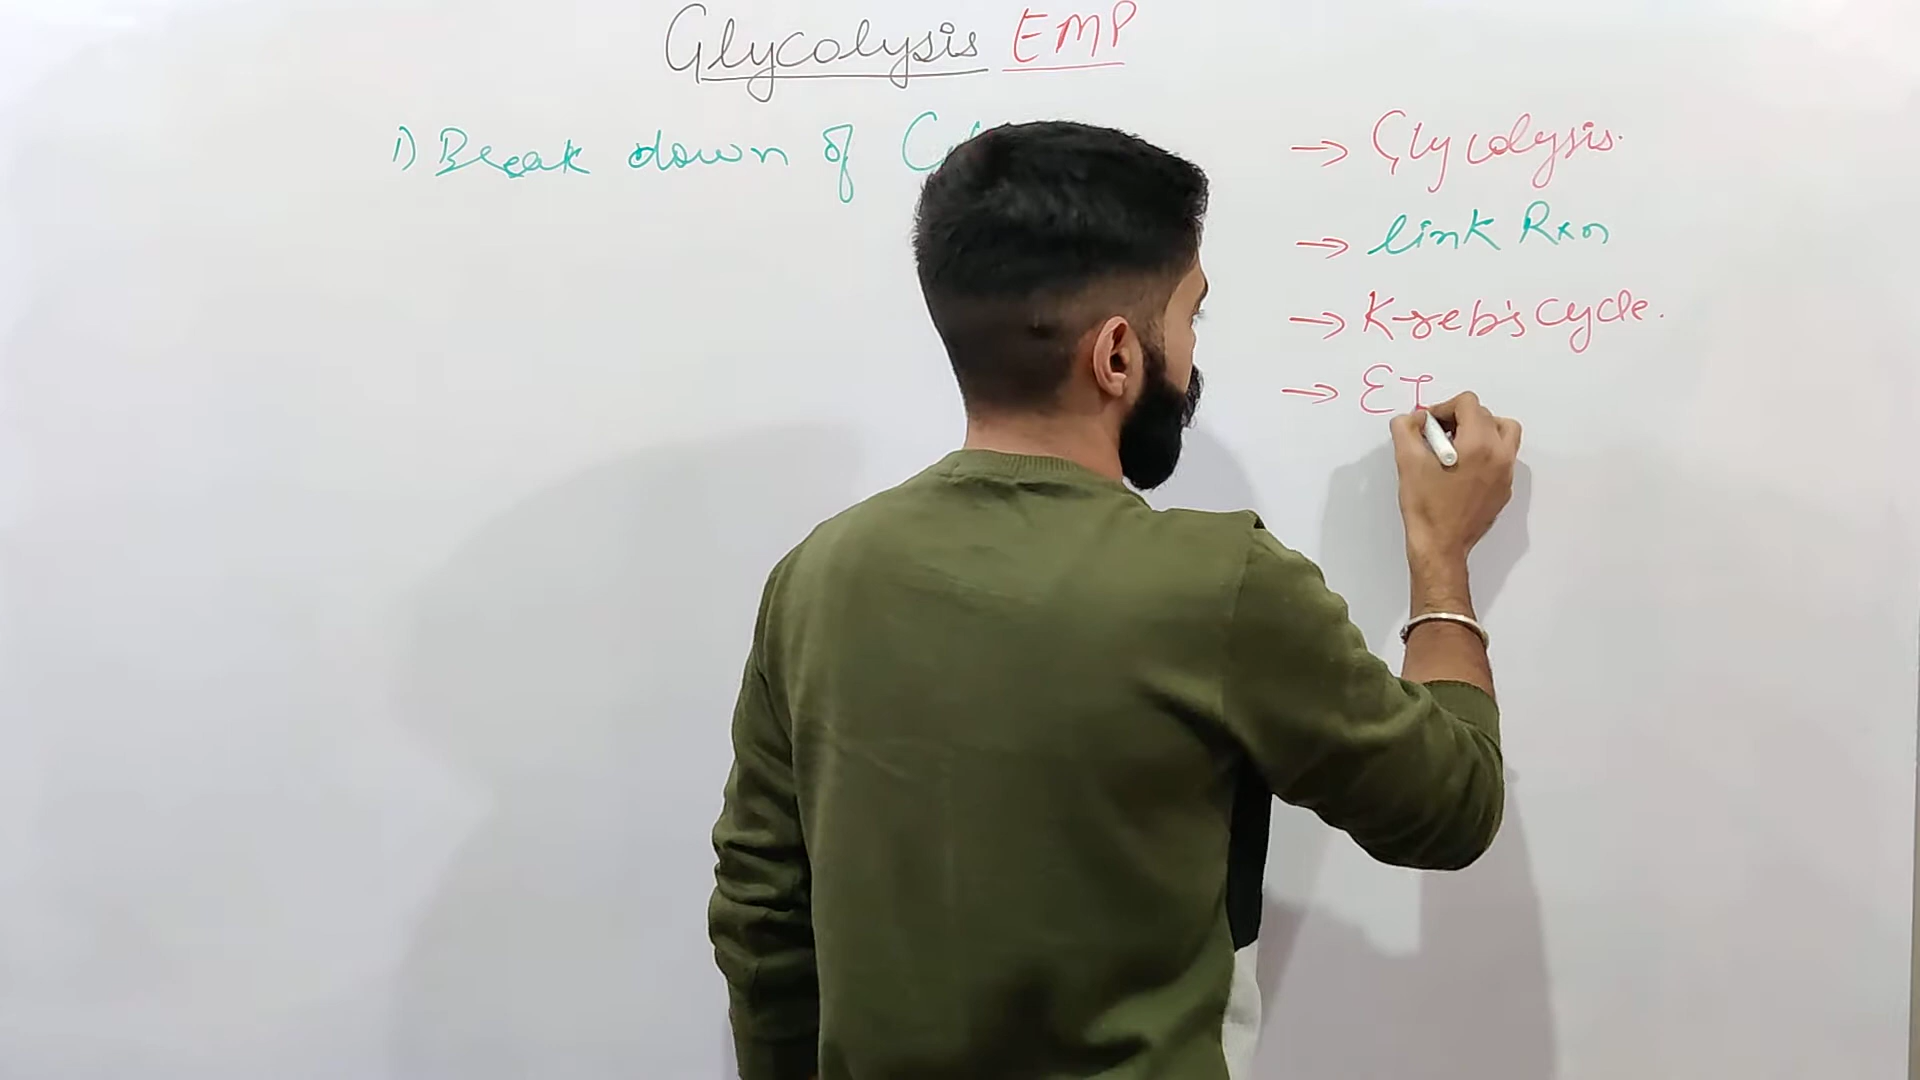 Glycolysis EMP
1) Break down of
→ Glycolysis.
→ link Rxn
→ Kreb's Cycle.
→ ET